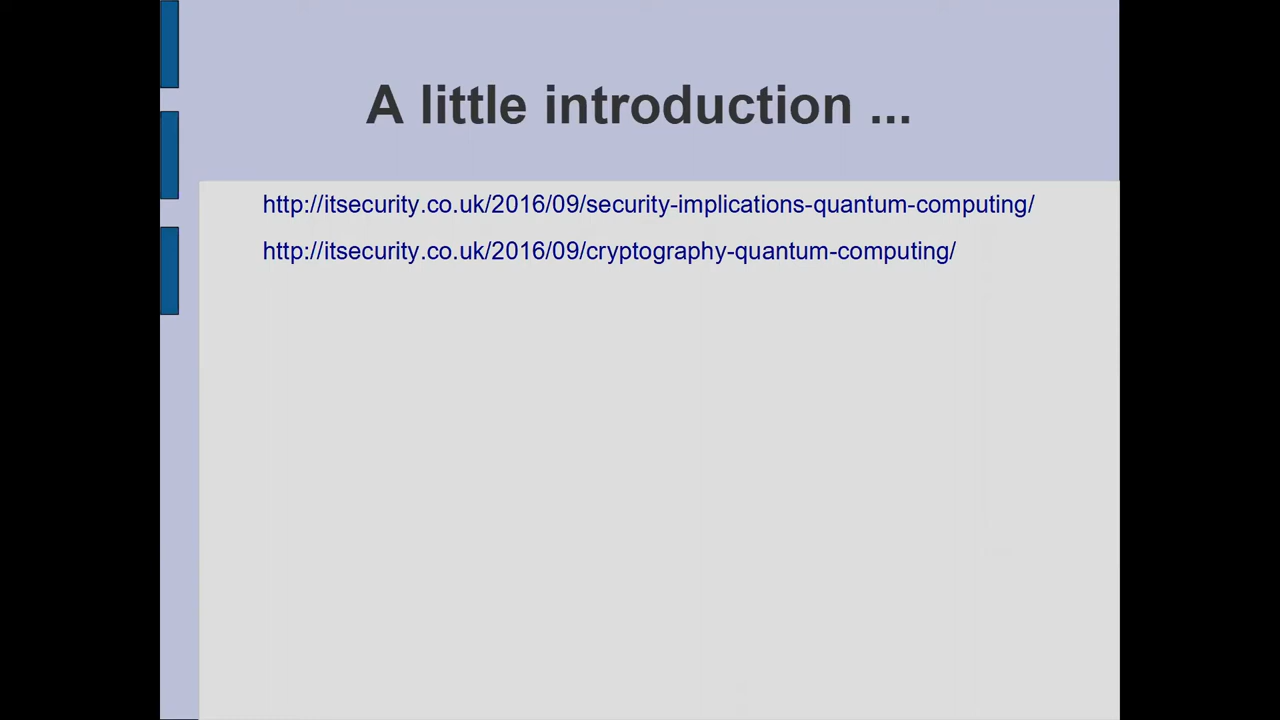 A little introduction ...
http://itsecurity.co.uk/2016/09/security-implications-quantum-computing/
http://itsecurity.co.uk/2016/09/cryptography-quantum-computing/